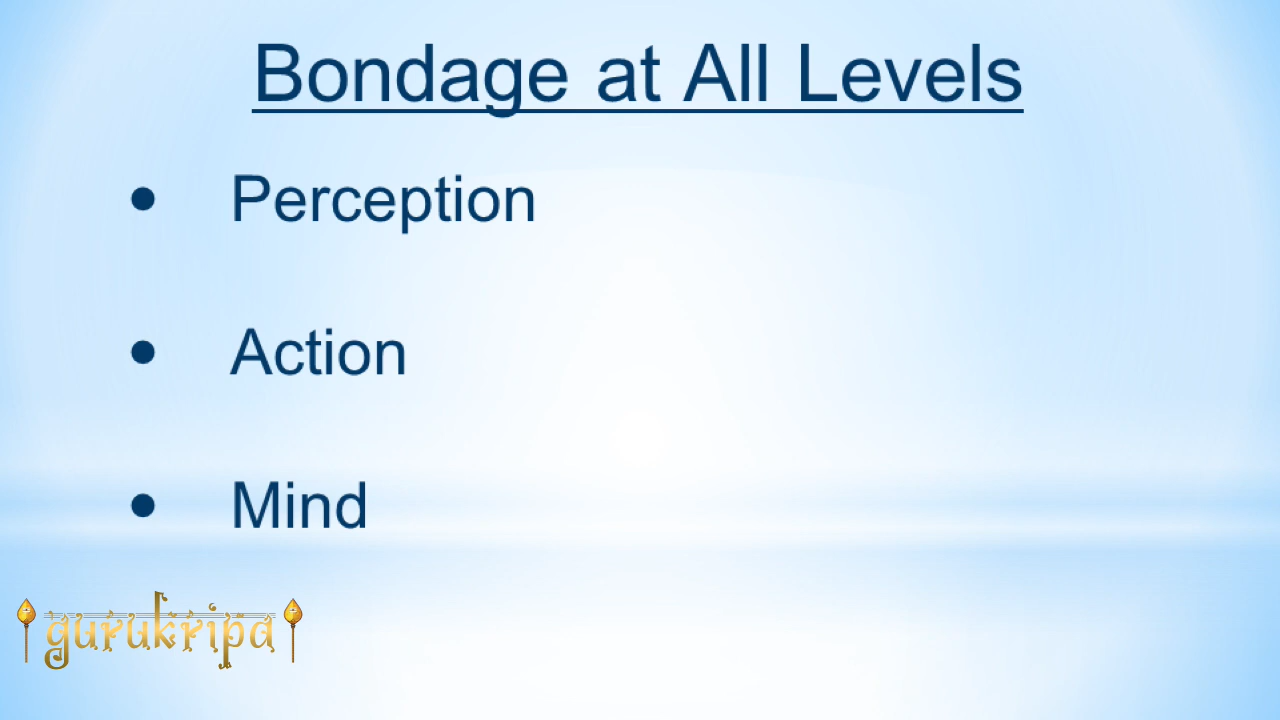 Bondage at All Levels
• Perception
• Action
• Mind
gurukripa